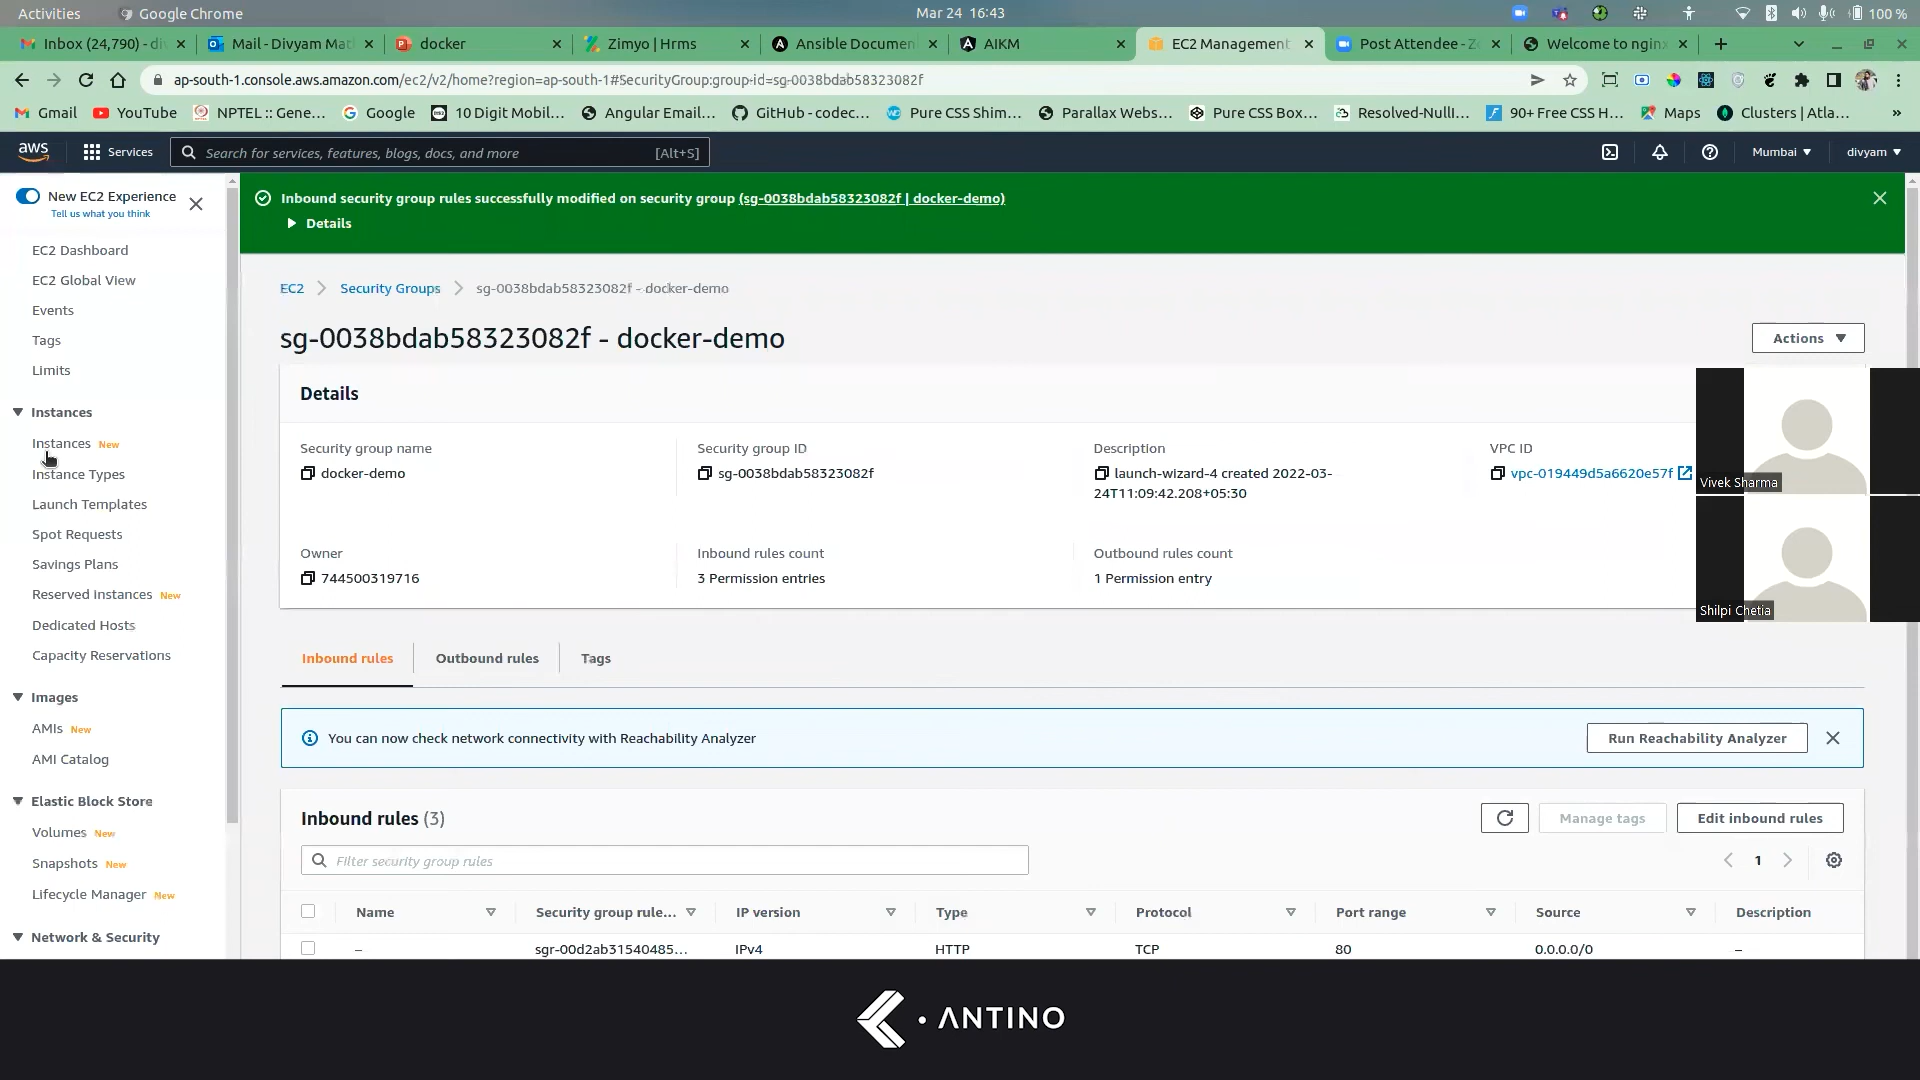 Activities Google Chrome Mar 24 16:43 100 %
Inbox (24,790) - di Mail - Divyam Mat docker Zimyo | Hrms Ansible Documen AIKM EC2 Management Post Attendee - Z Welcome to nginx
ap-south-1.console.aws.amazon.com/ec2/v2/home?region=ap-south-1#SecurityGroup:group-id=sg-0038bdab58323082f
Gmail YouTube NPTEL :: Gene... Google 10 Digit Mobil... Angular Email... GitHub - codec... Pure CSS Shim... Parallax Webs... Pure CSS Box... Resolved-NullI... 90+ Free CSS H... Maps Clusters | Atla... »
aws Services Search for services, features, blogs, docs, and more [Alt+S] Mumbai divyam
New EC2 Experience
Tell us what you think
EC2 Dashboard
EC2 Global View
Events
Tags
Limits
Instances
Instances New
Instance Types
Launch Templates
Spot Requests
Savings Plans
Reserved Instances New
Dedicated Hosts
Capacity Reservations
Images
AMIs New
AMI Catalog
Elastic Block Store
Volumes New
Snapshots New
Lifecycle Manager New
Network & Security
Inbound security group rules successfully modified on security group (sg-0038bdab58323082f | docker-demo)
Details
EC2 Security Groups sg-0038bdab58323082f - docker-demo
sg-0038bdab58323082f - docker-demo
Actions
Details
Security group name Security group ID Description VPC ID
docker-demo sg-0038bdab58323082f launch-wizard-4 created 2022-03- vpc-019449d5a6620e57f
24T11:09:42.208+05:30
Vivek Sharma
Owner Inbound rules count Outbound rules count
744500319716 3 Permission entries 1 Permission entry
Shilpi Chetia
Inbound rules Outbound rules Tags
You can now check network connectivity with Reachability Analyzer Run Reachability Analyzer
Inbound rules (3) Manage tags Edit inbound rules
Filter security group rules 1
Name Security group rule... IP version Type Protocol Port range Source Description
– sgr-00d2ab31540485... IPv4 HTTP TCP 80 0.0.0.0/0 –
ANTINO